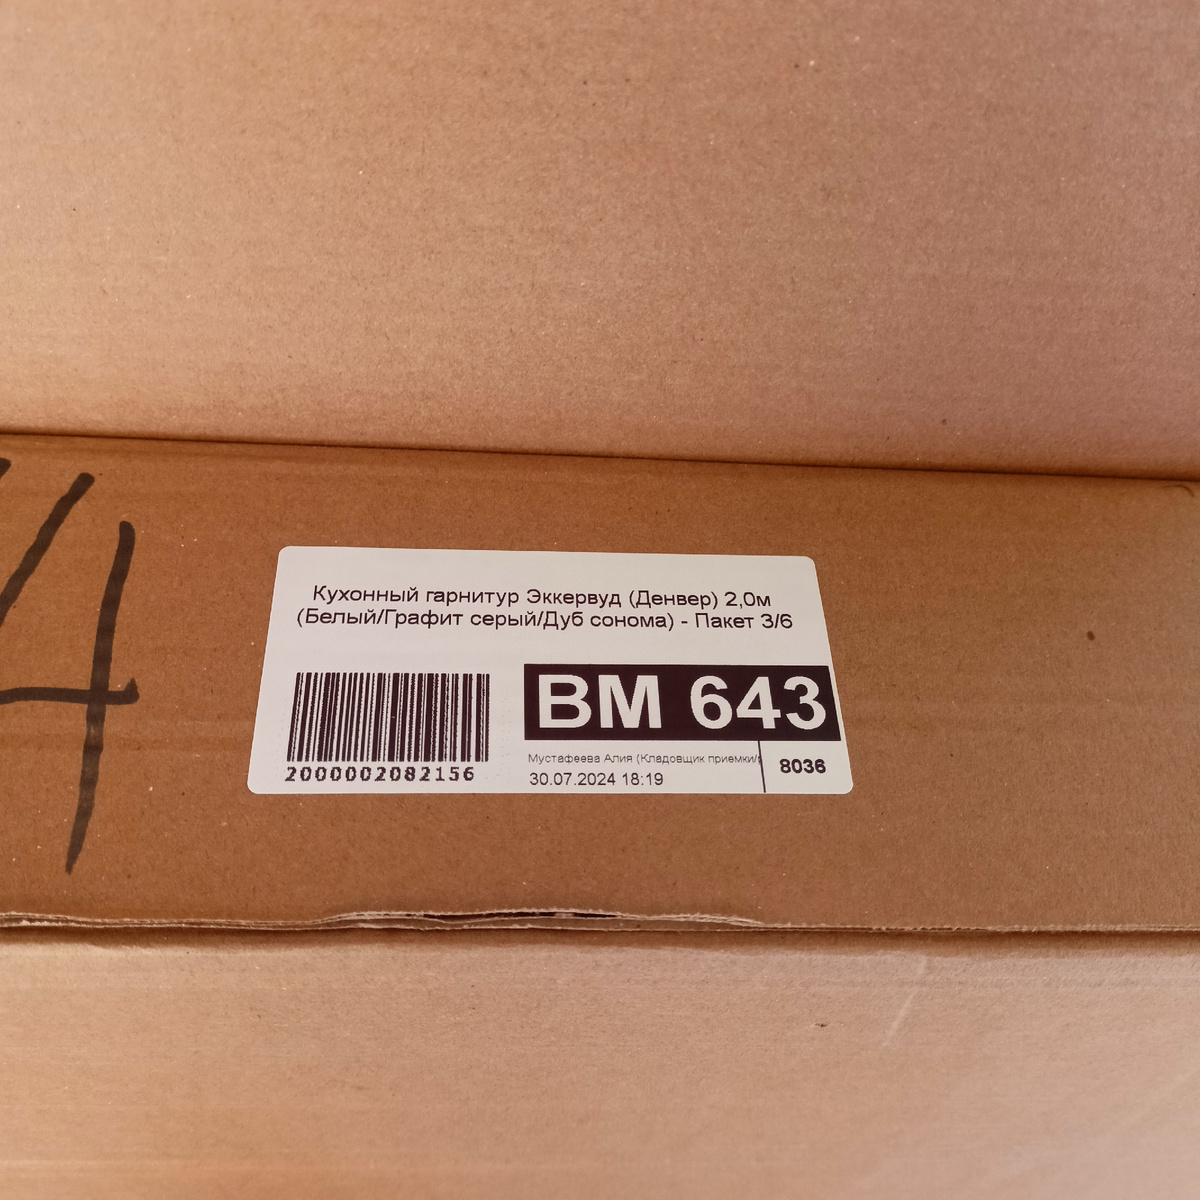 4
Кухонный гарнитур Эккервуд (Денвер) 2,0м
(Белый/Графит серый/Дуб сонома) - Пакет 3/6
ВМ 643
2000002082156
Мустафеева Алия (Кладовщик приемки/
30.07.2024 18:19
8036